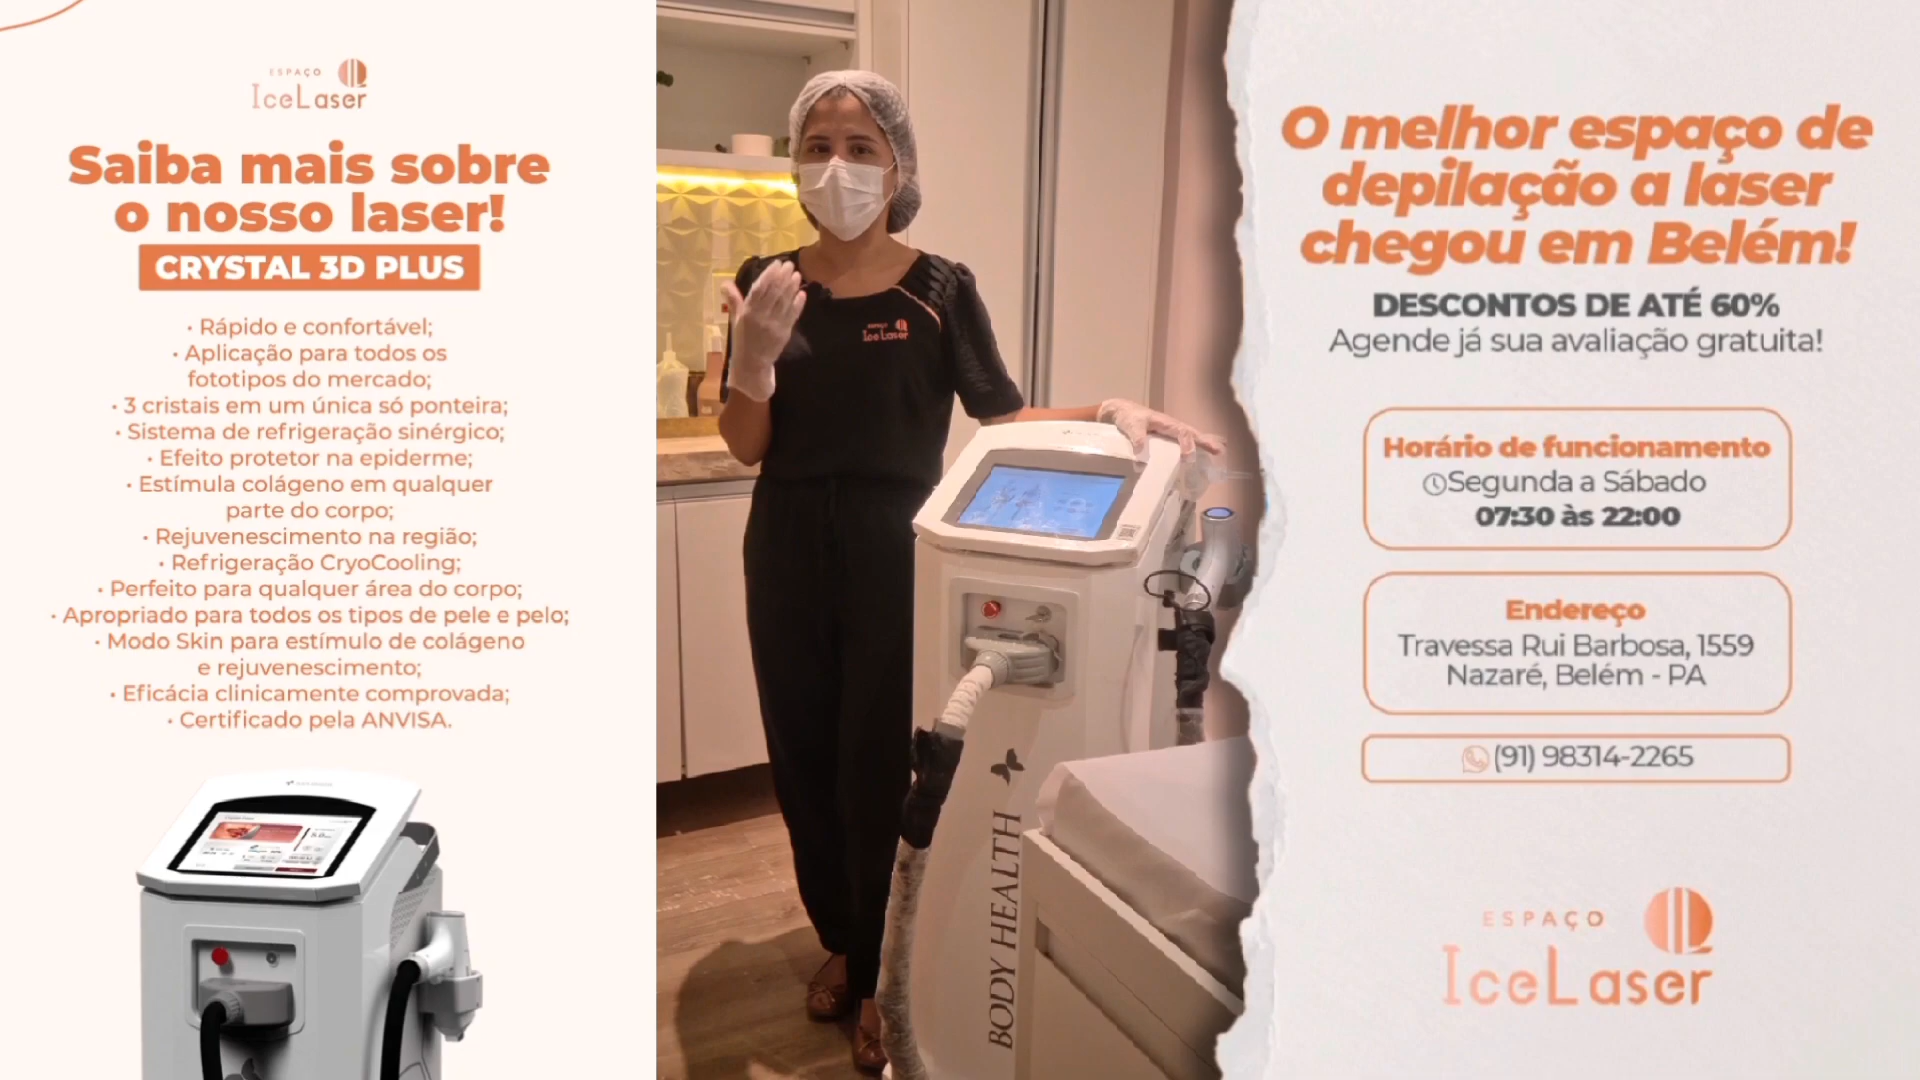 ESPAÇO
IceLaser
Saiba mais sobre
o nosso laser!
CRYSTAL 3D PLUS
• Rápido e confortável;
• Aplicação para todos os
fototipos do mercado;
• 3 cristais em um única só ponteira;
• Sistema de refrigeração sinérgico;
• Efeito protetor na epiderme;
• Estímula colágeno em qualquer
parte do corpo;
• Rejuvenescimento na região;
• Refrigeração CryoCooling;
• Perfeito para qualquer área do corpo;
• Apropriado para todos os tipos de pele e pelo;
• Modo Skin para estímulo de colágeno
e rejuvenescimento;
• Eficácia clinicamente comprovada;
• Certificado pela ANVISA.
ESPAÇO
IceLaser
BODY HEALTH
O melhor espaço de
depilação a laser
chegou em Belém!
DESCONTOS DE ATÉ 60%
Agende já sua avaliação gratuita!
Horário de funcionamento
Segunda a Sábado
07:30 às 22:00
Endereço
Travessa Rui Barbosa, 1559
Nazaré, Belém - PA
(91) 98314-2265
ESPAÇO
IceLaser